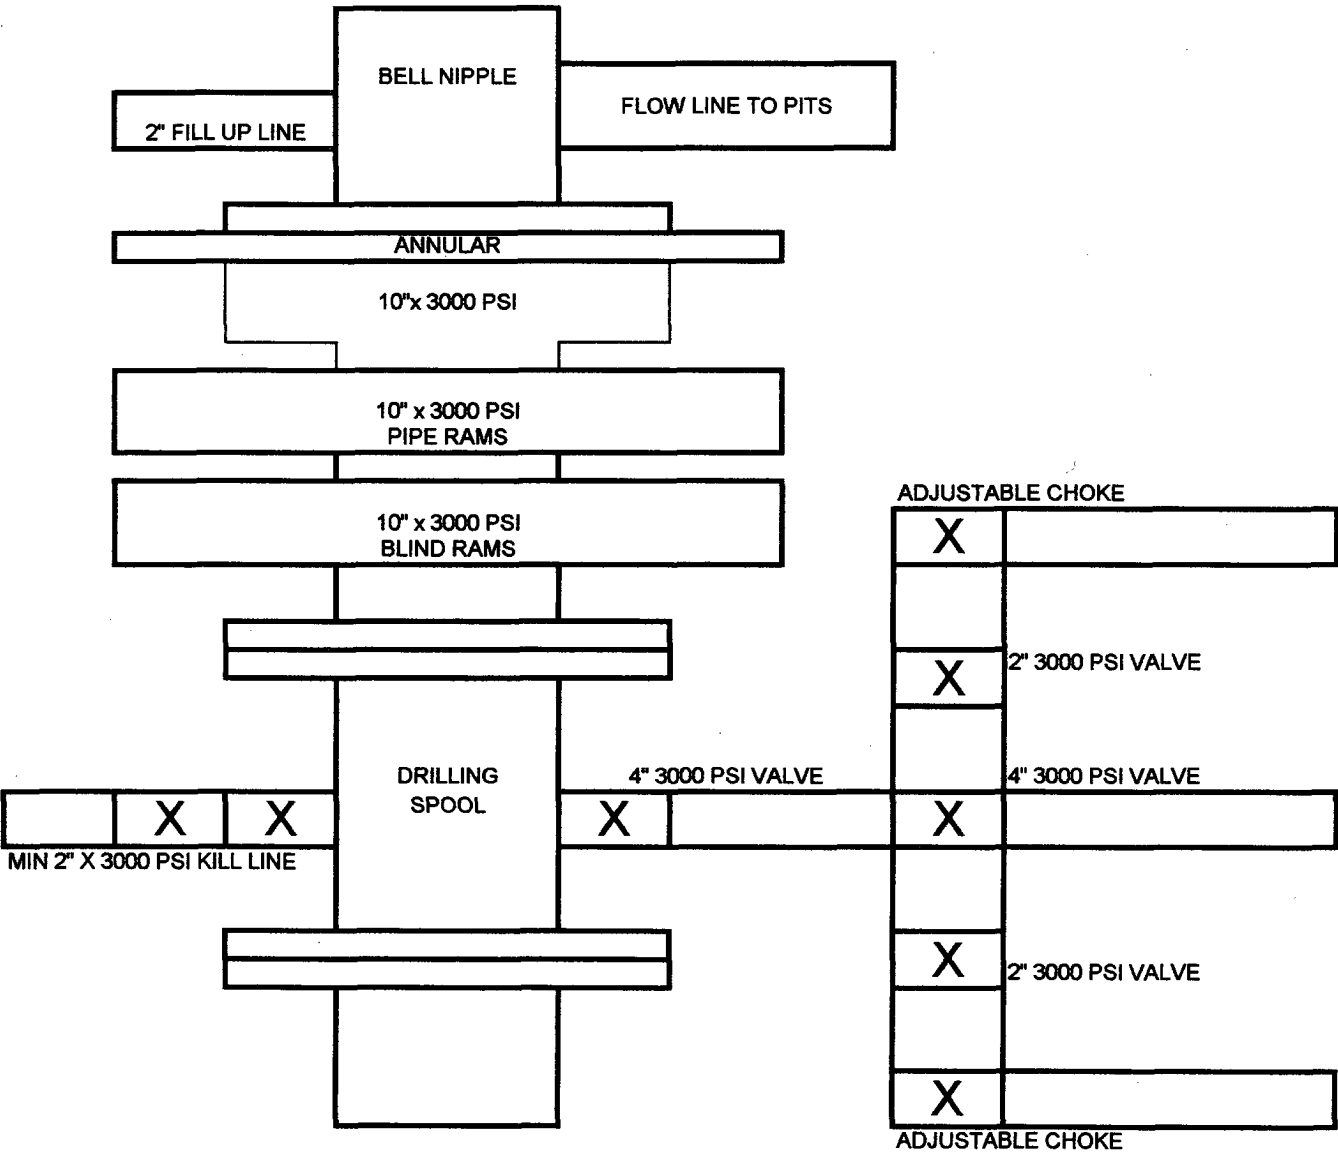 BELL NIPPLE
FLOW LINE TO PITS
2" FILL UP LINE
ANNULAR
10"x 3000 PSI
10" x 3000 PSI
PIPE RAMS
ADJUSTABLE CHOKE
X
10" x 3000 PSI
BLIND RAMS
2" 3000 PSI VALVE
X
DRILLING
SPOOL
4" 3000 PSI VALVE
4" 3000 PSI VALVE
X X X X
MIN 2" X 3000 PSI KILL LINE
X
2" 3000 PSI VALVE
X
ADJUSTABLE CHOKE